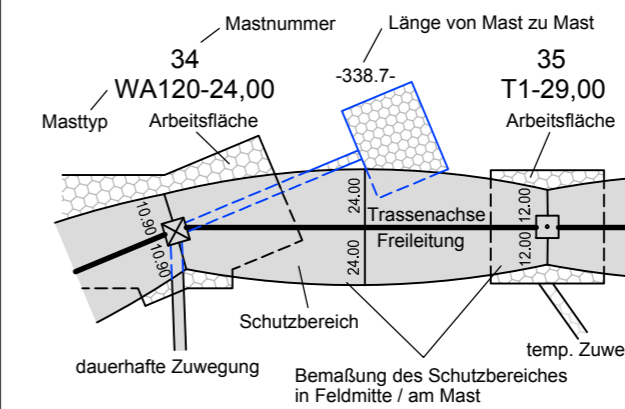 Mastnummer
Länge von Mast zu Mast
34
-338.7-
35
WA120-24,00
T1-29,00
Masttyp
Arbeitsfläche
Arbeitsfläche
10.90
10.90
24.00
24.00
Trassenachse
Freileitung
12.00
12.00
Schutzbereich
dauerhafte Zuwegung
temp. Zuwe
Bemaßung des Schutzbereiches
in Feldmitte / am Mast